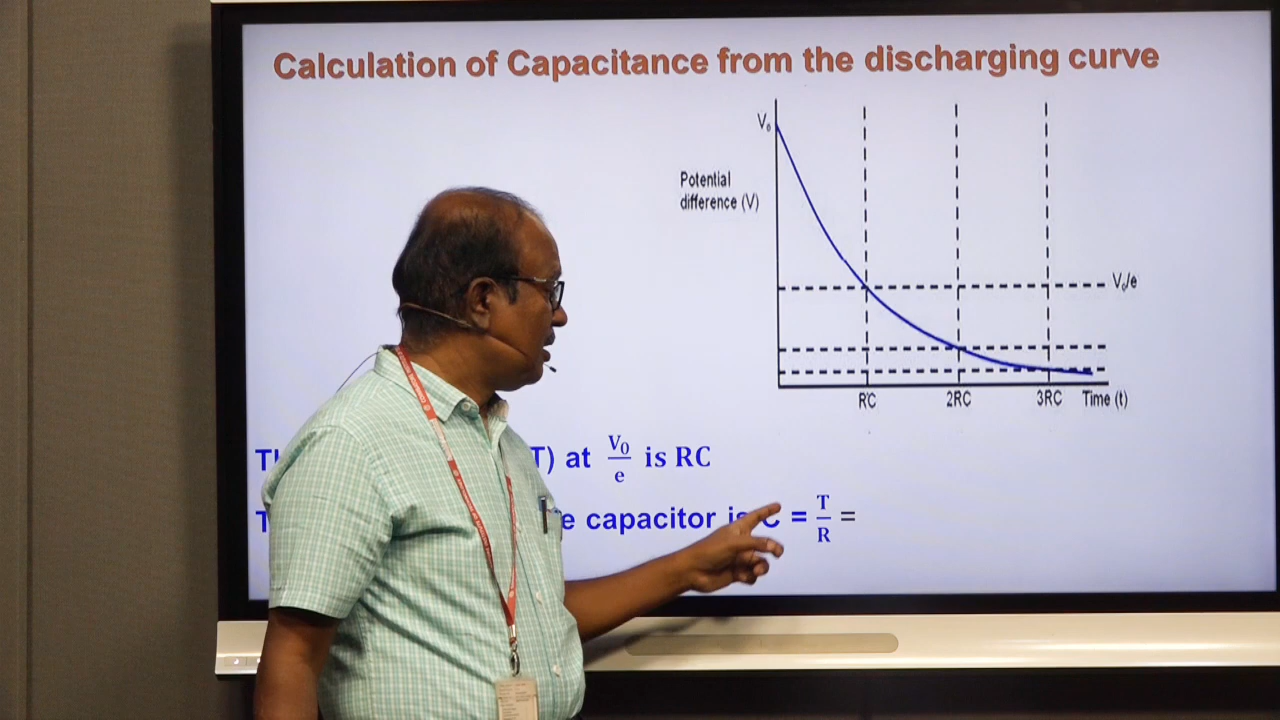 Calculation of Capacitance from the discharging curve
V₀
Potential
difference (V)
V₀/e
RC 2RC 3RC Time (t)
T) at V₀/e is RC
capacitor is C = T/R =